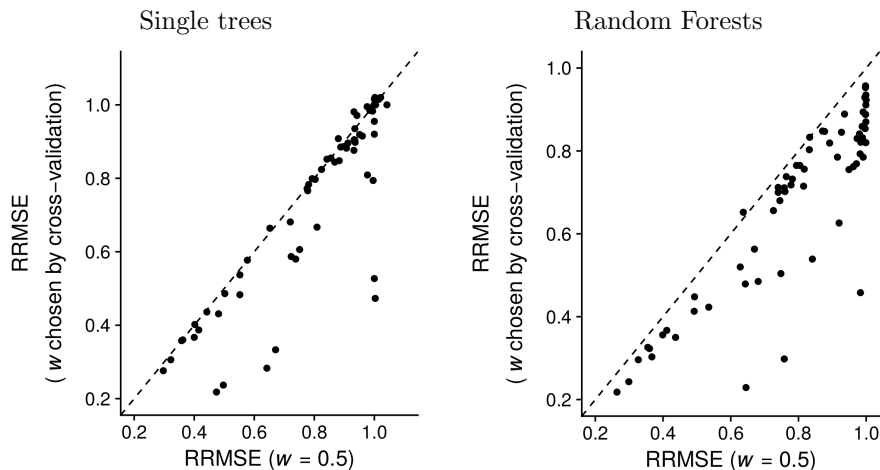 Single trees
RRMSE
( w chosen by cross−validation)
1.0
0.8
0.6
0.4
0.2
0.2 0.4 0.6 0.8 1.0
RRMSE (w = 0.5)
Random Forests
RRMSE
( w chosen by cross−validation)
1.0
0.8
0.6
0.4
0.2
0.2 0.4 0.6 0.8 1.0
RRMSE (w = 0.5)